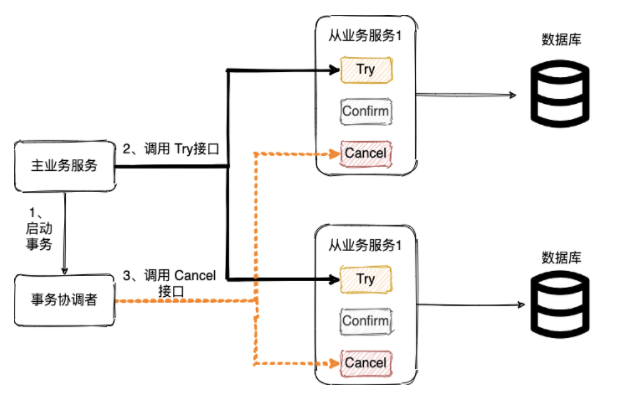 从业务服务1
数据库
Try
Confirm
Cancel
2、调用 Try接口
主业务服务
1、
启动
事务
从业务服务1
数据库
Try
3、调用 Cancel
接口
事务协调者
Confirm
Cancel